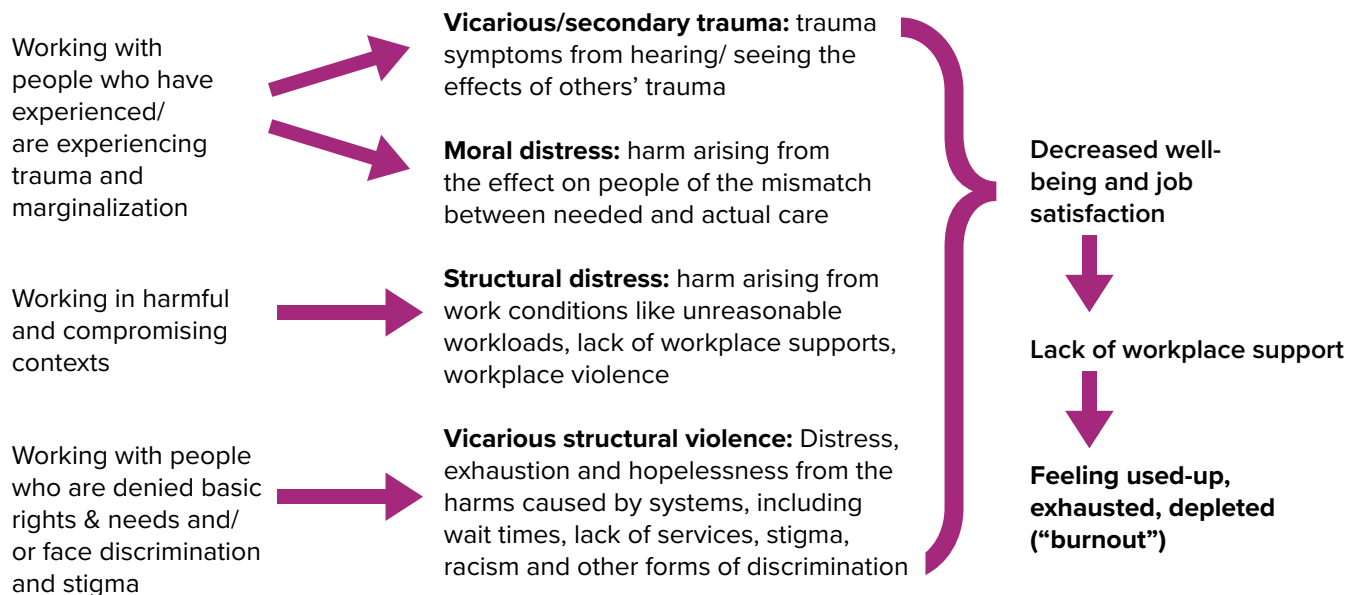 Working with
people who have
experienced/
are experiencing
trauma and
marginalization
Vicarious/secondary trauma: trauma
symptoms from hearing/ seeing the
effects of others’ trauma
Moral distress: harm arising from
the effect on people of the mismatch
between needed and actual care
Working in harmful
and compromising
contexts
Structural distress: harm arising from
work conditions like unreasonable
workloads, lack of workplace supports,
workplace violence
Working with people
who are denied basic
rights & needs and/
or face discrimination
and stigma
Vicarious structural violence: Distress,
exhaustion and hopelessness from the
harms caused by systems, including
wait times, lack of services, stigma,
racism and other forms of discrimination
Decreased well-
being and job
satisfaction
Lack of workplace support
Feeling used-up,
exhausted, depleted
(“burnout”)